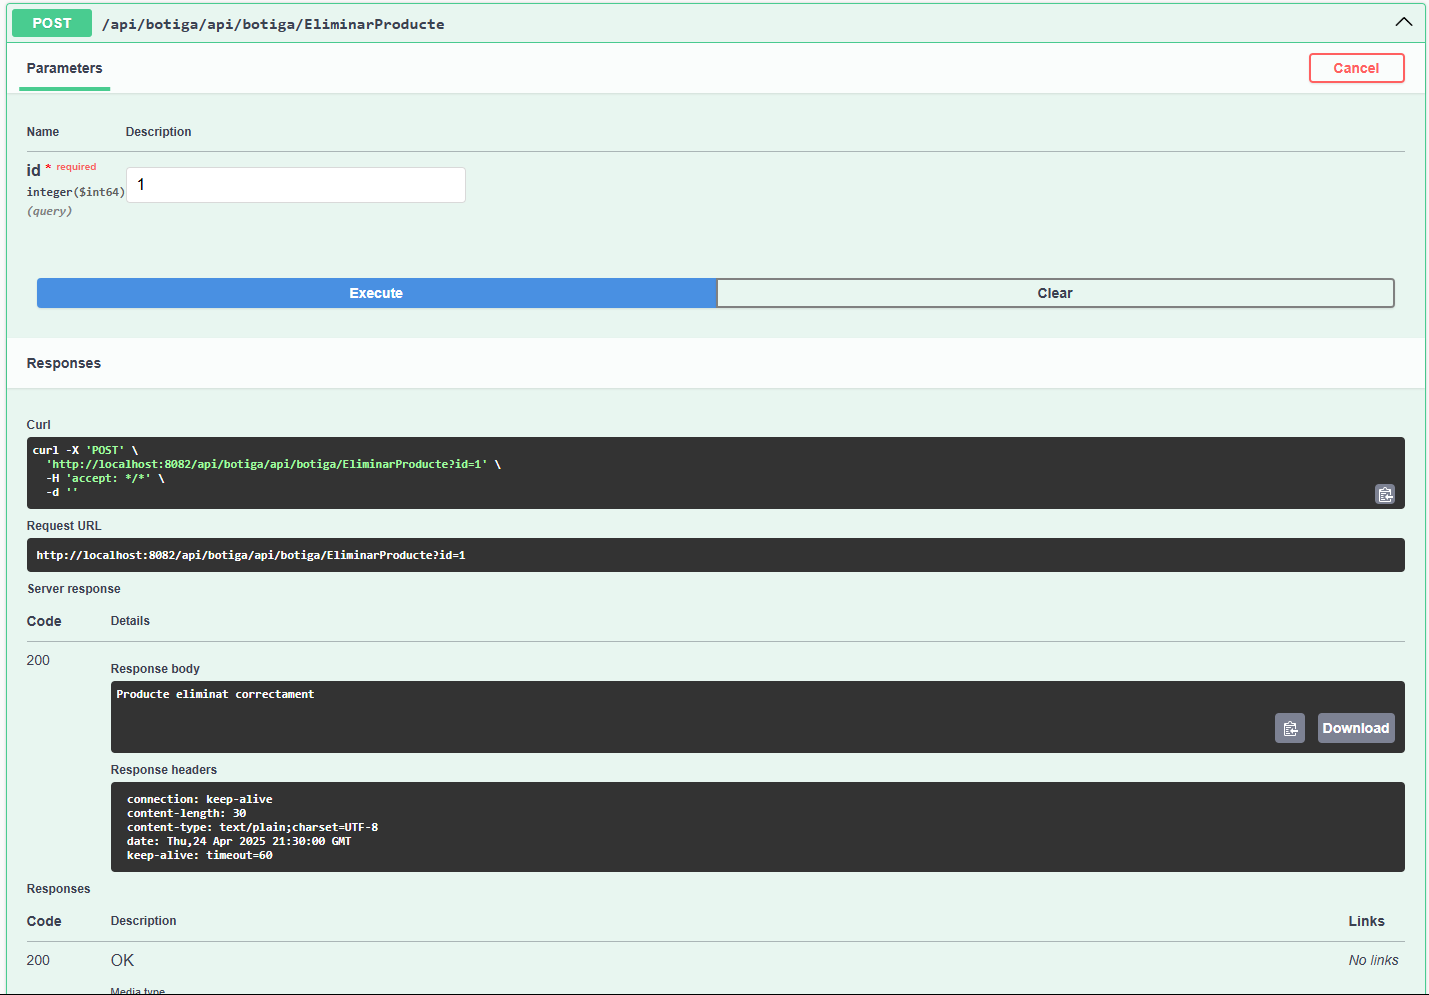 POST /api/botiga/api/botiga/EliminarProducte
Parameters
Cancel
Name Description
id * required
integer($int64)
(query)
1
Execute Clear
Responses
Curl
curl -X 'POST' \
'http://localhost:8082/api/botiga/api/botiga/EliminarProducte?id=1' \
-H 'accept: */*' \
-d ''
Request URL
http://localhost:8082/api/botiga/api/botiga/EliminarProducte?id=1
Server response
Code Details
200
Response body
Producte eliminat correctament
Download
Response headers
connection: keep-alive
content-length: 30
content-type: text/plain;charset=UTF-8
date: Thu,24 Apr 2025 21:30:00 GMT
keep-alive: timeout=60
Responses
Code Description Links
200 OK No links
Media type